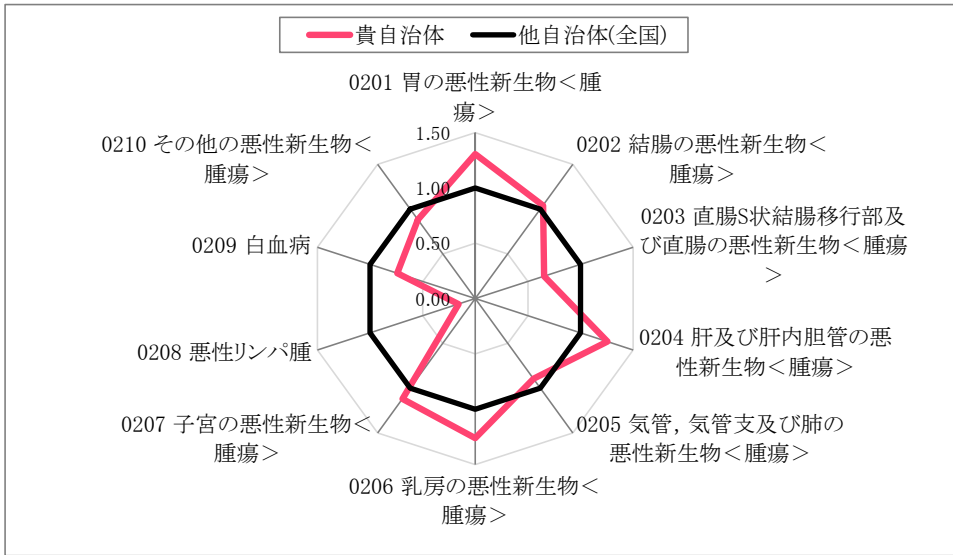 貴自治体 他自治体(全国)
0201 胃の悪性新生物＜腫
瘍＞
0202 結腸の悪性新生物＜
腫瘍＞
0203 直腸S状結腸移行部及
び直腸の悪性新生物＜腫瘍
＞
0204 肝及び肝内胆管の悪
性新生物＜腫瘍＞
0205 気管，気管支及び肺の
悪性新生物＜腫瘍＞
0206 乳房の悪性新生物＜
腫瘍＞
0207 子宮の悪性新生物＜
腫瘍＞
0208 悪性リンパ腫
0209 白血病
0210 その他の悪性新生物＜
腫瘍＞
1.50
1.00
0.50
0.00